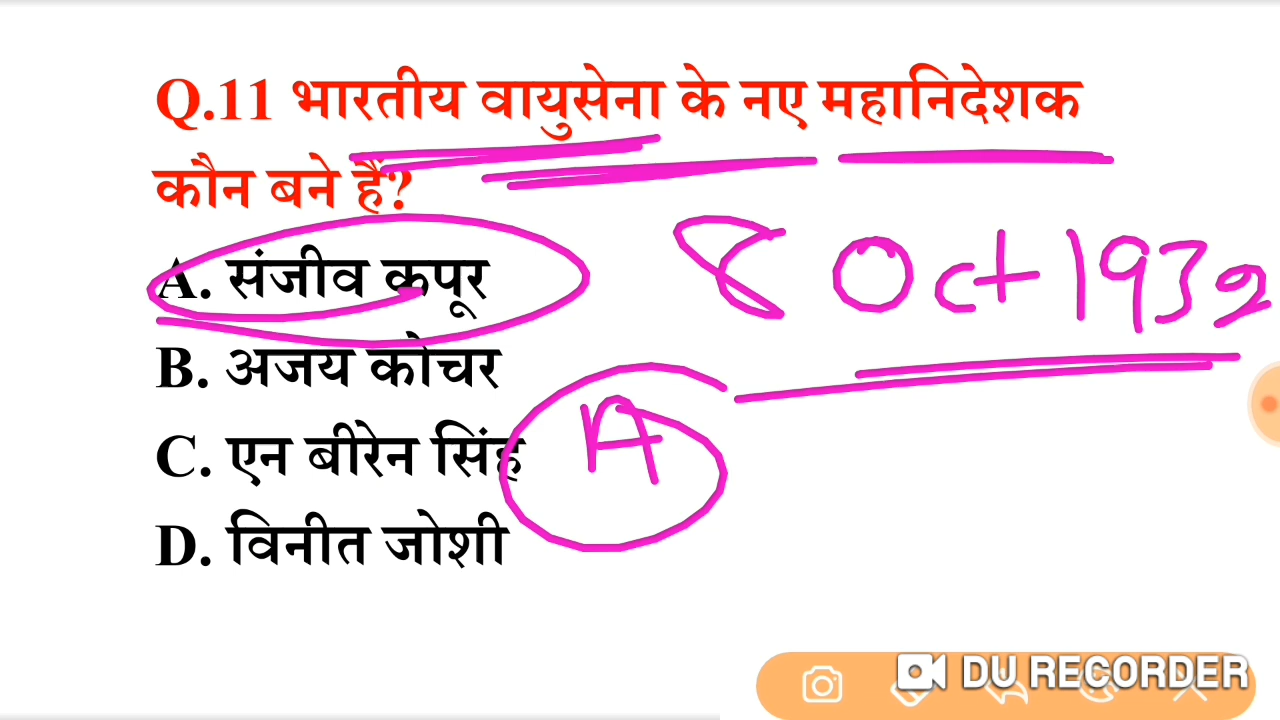 Q.11 भारतीय वायुसेना के नए महानिदेशक
कौन बने हैं?
A. संजीव कपूर
8 Oct 1932
B. अजय कोचर
A
C. एन बीरेन सिंह
D. विनीत जोशी
DU RECORDER